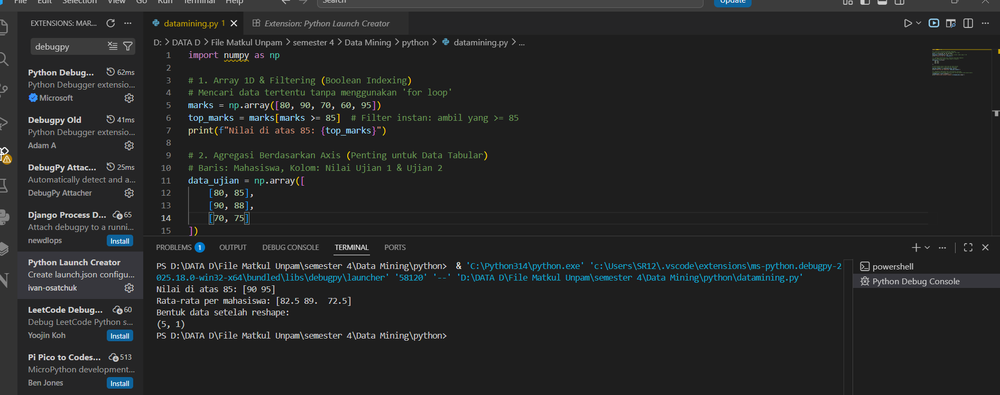 File Edit Selection View Go Run Terminal Help
Search
Update
EXTENSIONS: MAR... ...
debugpy
Python Debug... 62ms
Python Debugger extensio...
Microsoft
Debugpy Old 41ms
Python Debugger extensio...
Adam A
DebugPy Attac... 25ms
Automatically detect and a...
DebugPy Attacher
Django Process D... 65
Attach debugpy to a runni...
newdlops Install
Python Launch Creator
Create launch.json configu...
ivan-osatchuk
LeetCode Debug... 60
Debug LeetCode Python s...
Yoojin Koh Install
Pi Pico to Codes... 513
MicroPython development...
Ben Jones Install
datamining.py 1 Extension: Python Launch Creator
D: > DATA D > File Matkul Unpam > semester 4 > Data Mining > python > datamining.py > ...
1 import numpy as np
2
3 # 1. Array 1D & Filtering (Boolean Indexing)
4 # Mencari data tertentu tanpa menggunakan 'for loop'
5 marks = np.array([80, 90, 70, 60, 95])
6 top_marks = marks[marks >= 85]  # Filter instan: ambil yang >= 85
7 print(f"Nilai di atas 85: {top_marks}")
8
9 # 2. Agregasi Berdasarkan Axis (Penting untuk Data Tabular)
10 # Baris: Mahasiswa, Kolom: Nilai Ujian 1 & Ujian 2
11 data_ujian = np.array([
12     [80, 85],
13     [90, 88],
14     [70, 75]
15 ])
PROBLEMS 1 OUTPUT DEBUG CONSOLE TERMINAL PORTS
PS D:\DATA D\File Matkul Unpam\semester 4\Data Mining\python>  & 'C:\Python314\python.exe' 'c:\Users\SR12\.vscode\extensions\ms-python.debugpy-2
025.18.0-win32-x64\bundled\libs\debugpy\launcher' '58120' '--' 'D:\DATA D\File Matkul Unpam\semester 4\Data Mining\python\datamining.py'
Nilai di atas 85: [90 95]
Rata-rata per mahasiswa: [82.5 89.  72.5]
Bentuk data setelah reshape:
(5, 1)
PS D:\DATA D\File Matkul Unpam\semester 4\Data Mining\python>
powershell
Python Debug Console